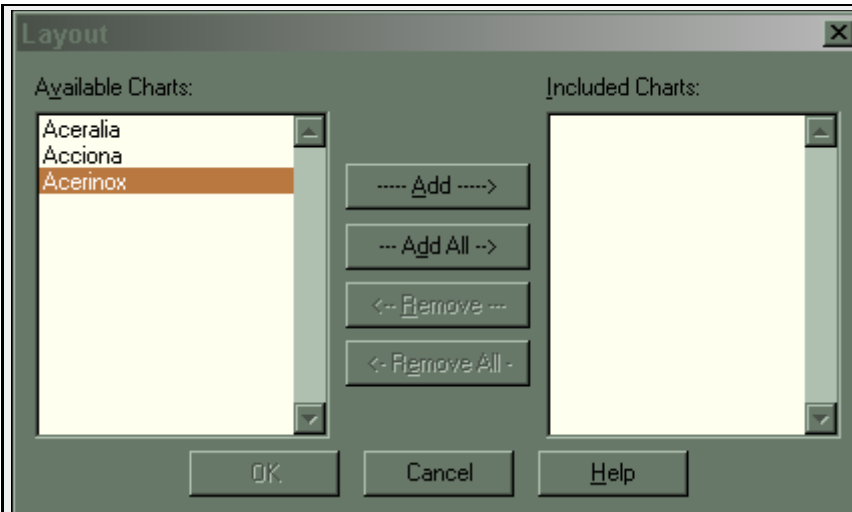 Layout
Available Charts:
Included Charts:
Aceralia
Acciona
Acerinox
----- Add ----->
--- Add All -->
<-- Remove ---
<- Remove All -
OK
Cancel
Help